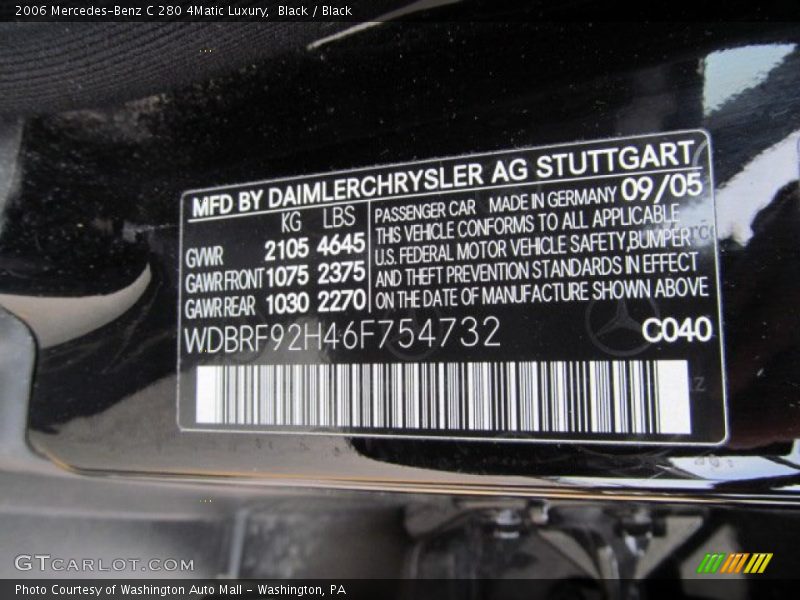 2006 Mercedes-Benz C 280 4Matic Luxury,  Black / Black
MFD BY DAIMLERCHRYSLER AG STUTTGART
KG LBS
GVWR 2105 4645
GAWR FRONT 1075 2375
GAWR REAR 1030 2270
PASSENGER CAR MADE IN GERMANY 09/05
THIS VEHICLE CONFORMS TO ALL APPLICABLE
U.S. FEDERAL MOTOR VEHICLE SAFETY,BUMPER
AND THEFT PREVENTION STANDARDS IN EFFECT
ON THE DATE OF MANUFACTURE SHOWN ABOVE
WDBRF92H46F754732 C040
GTCARLOT.COM
Photo Courtesy of Washington Auto Mall - Washington, PA